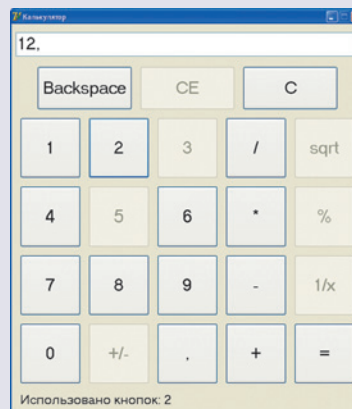 Калькулятор
12,
Backspace CE C
1 2 3 / sqrt
4 5 6 * %
7 8 9 - 1/x
0 +/- , + =
Использовано кнопок: 2